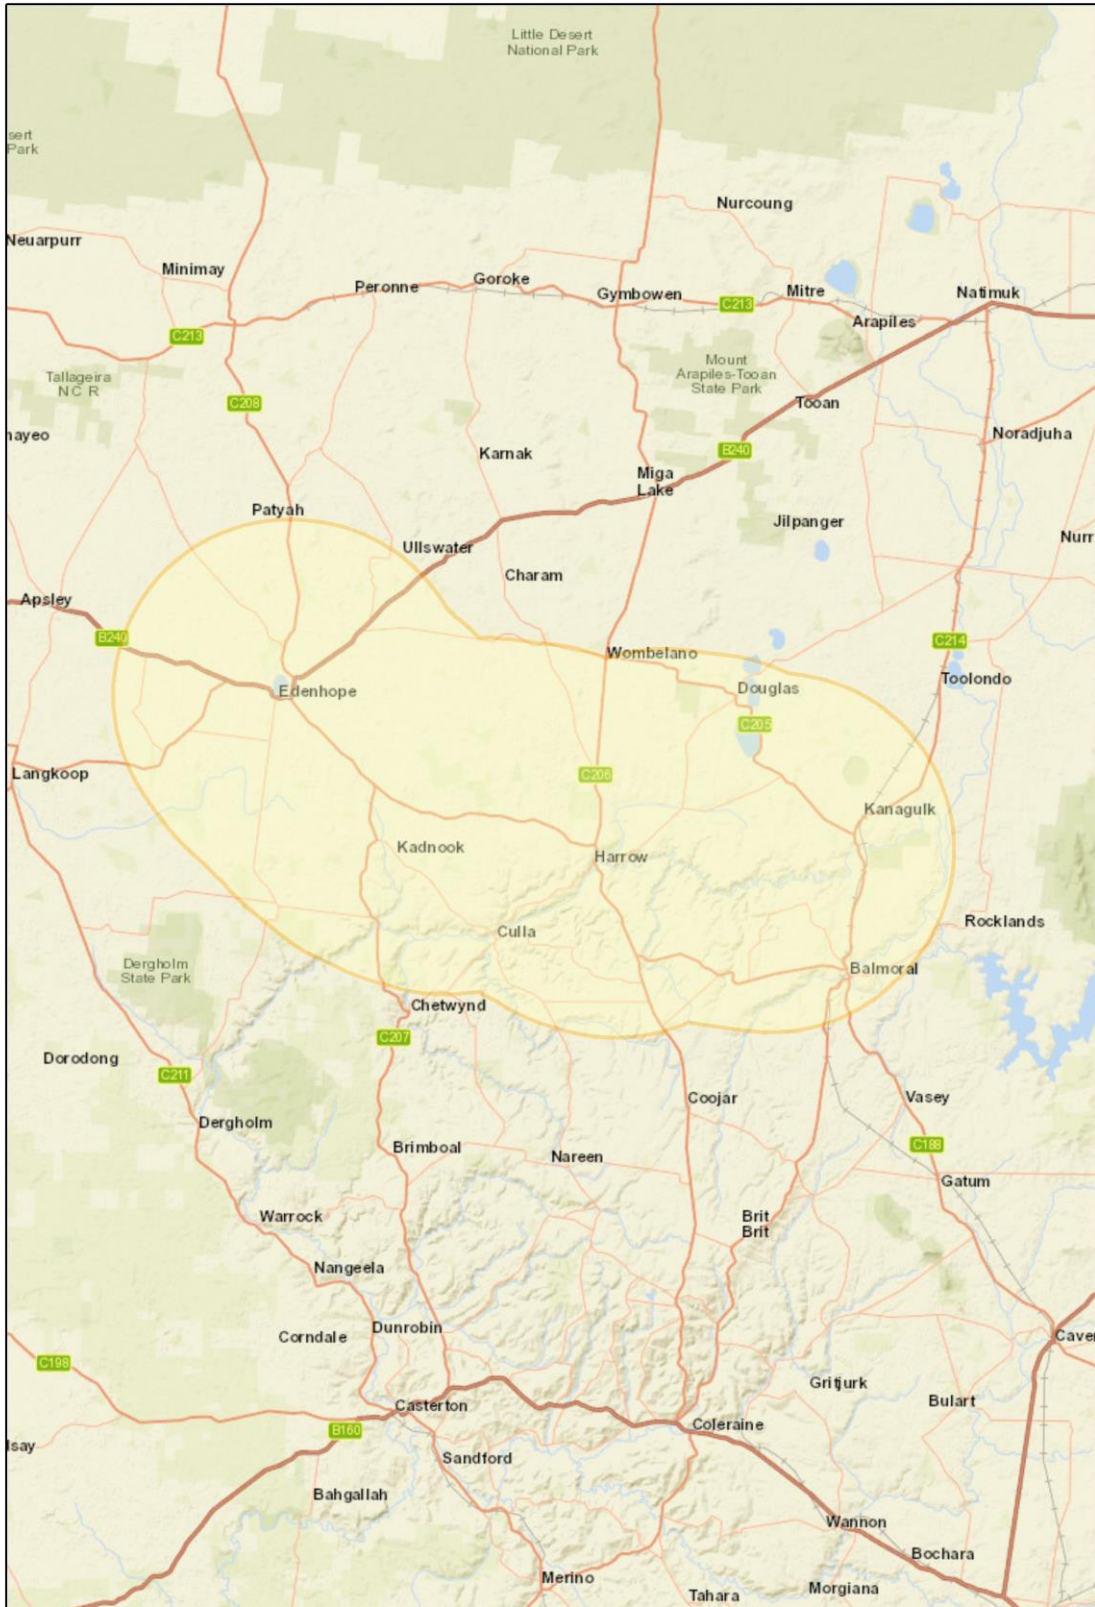 Little Desert
National Park
sert
Park
Nurcoung
Neuarpurr
Minimay
Peronne
Goroke
Gymbowen
C213
Mitre
Natimuk
Arapiles
C213
Tallageira
N C R
Mount
Arapiles-Tooan
State Park
C208
Tooan
nayeo
Noradjuha
Karnak
B240
Miga
Lake
Patyah
Jilpanger
Nurr
Ullswater
Charam
Apsley
B240
C214
Wombelano
Toolondo
Edenhope
Douglas
C205
Langkoop
C206
Kanagulk
Kadnook
Harrow
Rocklands
Culla
Dergholm
State Park
Balmoral
Chetwynd
C207
Dorodong
C211
Coojar
Vasey
Dergholm
Brimboal
Nareen
C188
Gatum
Warrock
Brit
Brit
Nangeela
Corndale
Dunrobin
Caver
C198
Gritjurk
Bulart
Casterton
Coleraine
B160
lsay
Sandford
Bahgallah
Wannon
Bochara
Merino
Tahara
Morgiana